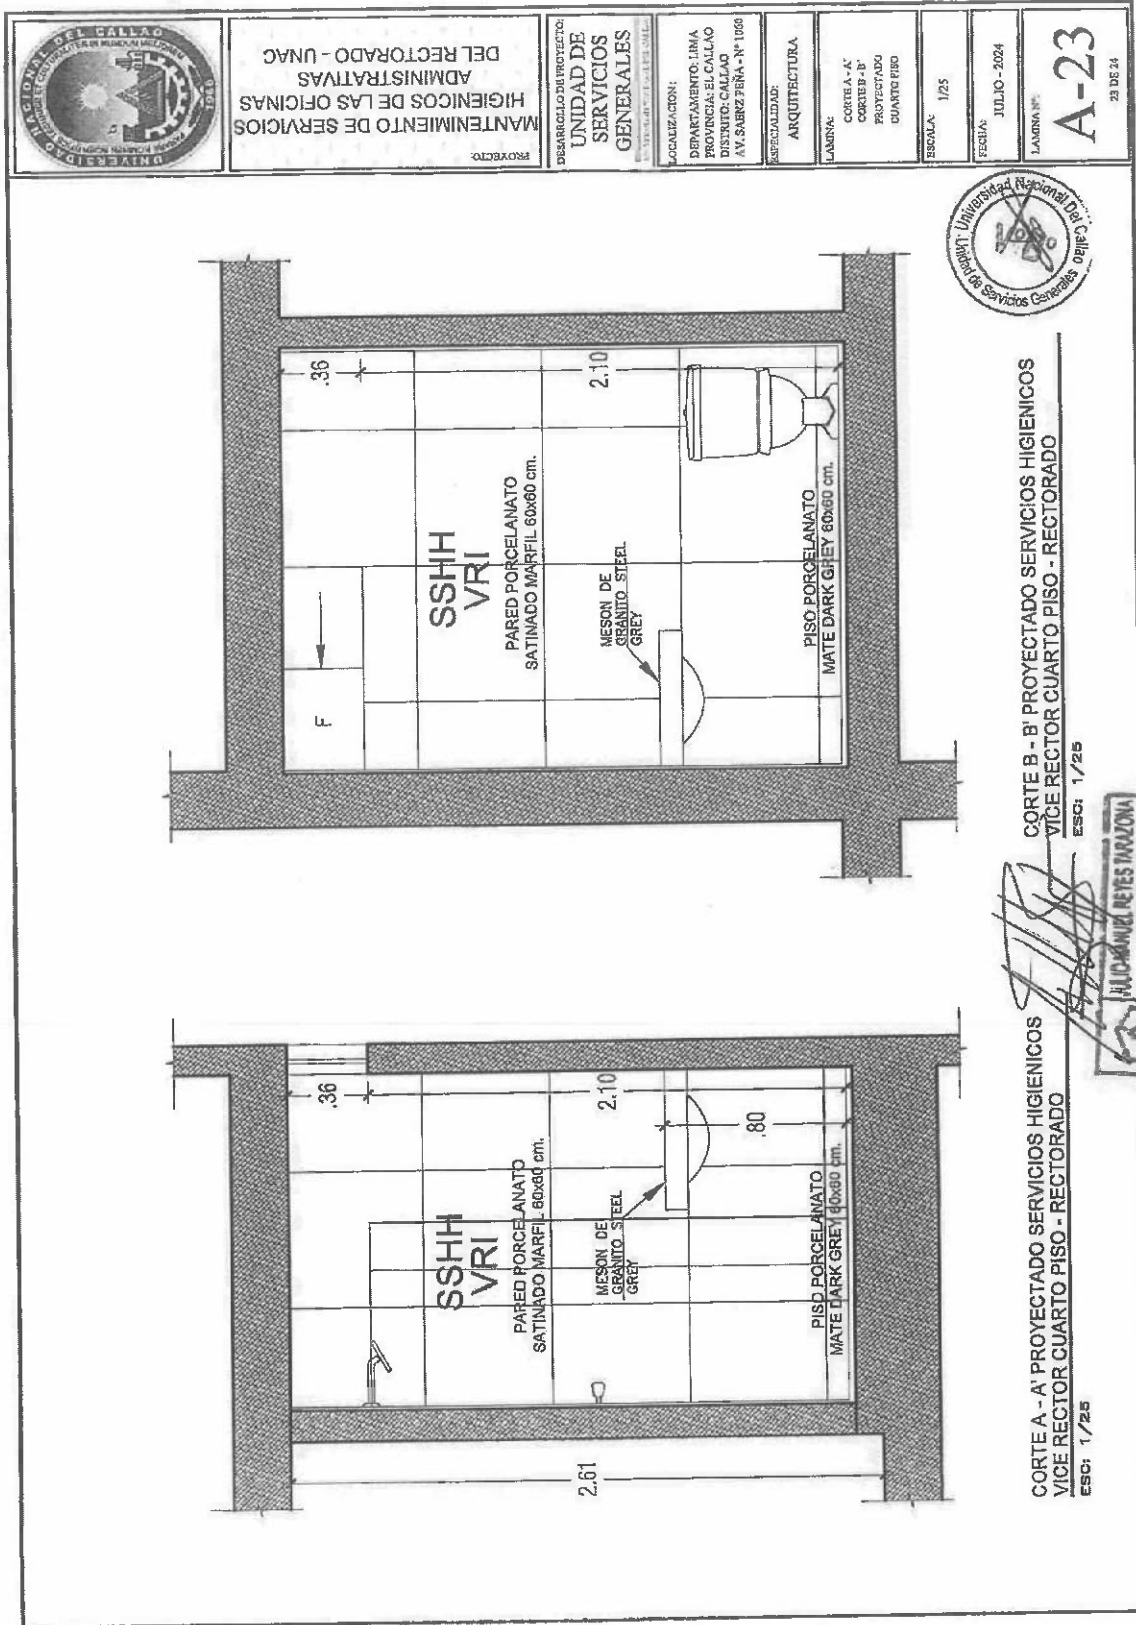 UNIVERSIDAD NACIONAL DEL CALLAO
PROYECTO:
MANTENIMIENTO DE SERVICIOS
HIGIENICOS DE LAS OFICINAS
ADMINISTRATIVAS
DEL RECTORADO - UNAC
DESARROLLO DE PROYECTO:
UNIDAD DE
SERVICIOS
GENERALES
LOCALIZACION:
DEPARTAMENTO: LIMA
PROVINCIA: EL CALLAO
DISTRITO: CALLAO
AV. SAENZ PEÑA - Nº 1060
ESPECIALIDAD:
ARQUITECTURA
LAMINA:
CORTE A - A'
CORTE B - B'
PROYECTADO
CUARTO PISO
ESCALA:
1/25
FECHA:
JULIO - 2024
LAMINA Nº:
A-23
23 DE 24
2.61
.36
2.10
.80
SSHH
VRI
PARED PORCELANATO
SATINADO MARFIL 60x60 cm.
MESON DE
GRANITO STEEL
GREY
PISO PORCELANATO
MATE DARK GREY 60x60 cm.
CORTE A - A' PROYECTADO SERVICIOS HIGIENICOS
VICE RECTOR CUARTO PISO - RECTORADO
ESC: 1/25
F
.36
2.10
SSHH
VRI
PARED PORCELANATO
SATINADO MARFIL 60x60 cm.
MESON DE
GRANITO STEEL
GREY
PISO PORCELANATO
MATE DARK GREY 60x60 cm.
CORTE B - B' PROYECTADO SERVICIOS HIGIENICOS
VICE RECTOR CUARTO PISO - RECTORADO
ESC: 1/25
Universidad Nacional Del Callao
Unidad de Servicios Generales
JULIO MANUEL REYES TARAZONA